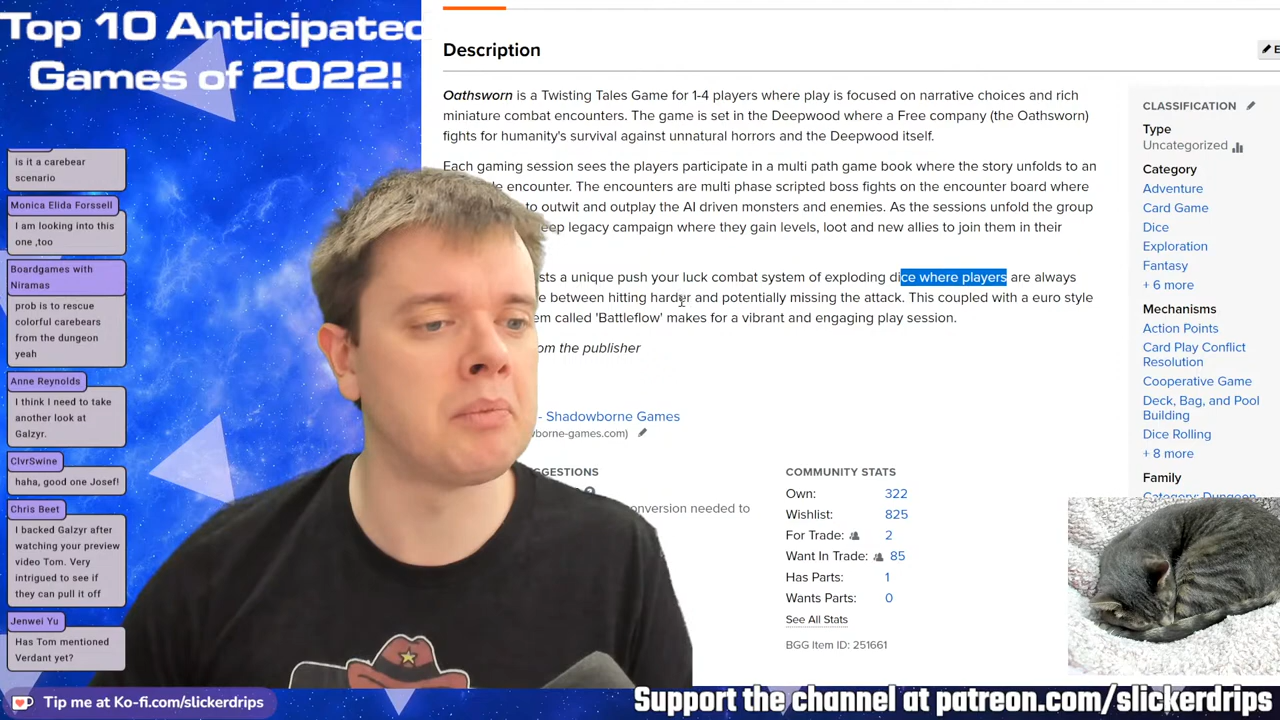 Top 10 Anticipated
Games of 2022!
is it a carebear
scenario
Monica Elida Forssell
I am looking into this
one ,too
Boardgames with
Niramas
prob is to rescue
colorful carebears
from the dungeon
yeah
Anne Reynolds
I think I need to take
another look at
Galzyr.
ClvrSwine
haha, good one Josef!
Chris Beet
I backed Galzyr after
watching your preview
video Tom. Very
intrigued to see if
they can pull it off
Jenwei Yu
Has Tom mentioned
Verdant yet?
Tip me at Ko-fi.com/slickerdrips
Description
Oathsworn is a Twisting Tales Game for 1-4 players where play is focused on narrative choices and rich
miniature combat encounters. The game is set in the Deepwood where a Free company (the Oathsworn)
fights for humanity's survival against unnatural horrors and the Deepwood itself.
Each gaming session sees the players participate in a multi path game book where the story unfolds to an
encounter. The encounters are multi phase scripted boss fights on the encounter board where
to outwit and outplay the AI driven monsters and enemies. As the sessions unfold the group
legacy campaign where they gain levels, loot and new allies to join them in their
a unique push your luck combat system of exploding dice where players are always
between hitting harder and potentially missing the attack. This coupled with a euro style
called 'Battleflow' makes for a vibrant and engaging play session.
from the publisher
- Shadowborne Games
COMMUNITY STATS
Own: 322
Wishlist: 825
For Trade: 2
Want In Trade: 85
Has Parts: 1
Wants Parts: 0
See All Stats
BGG Item ID: 251661
conversion needed to
CLASSIFICATION
Type
Uncategorized
Category
Adventure
Card Game
Dice
Exploration
Fantasy
+ 6 more
Mechanisms
Action Points
Card Play Conflict
Resolution
Cooperative Game
Deck, Bag, and Pool
Building
Dice Rolling
+ 8 more
Family
Category: Dungeon
Support the channel at patreon.com/slickerdrips